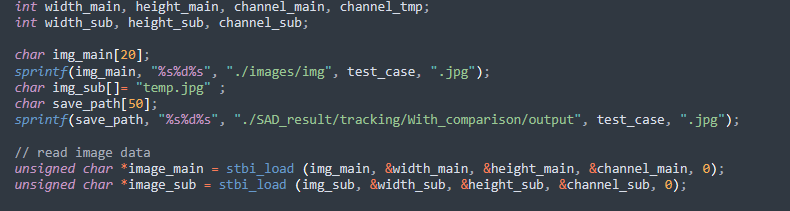 int width_main, height_main, channel_main, channel_tmp;
int width_sub, height_sub, channel_sub;
char img_main[20];
sprintf(img_main, "%s%d%s", "./images/img", test_case, ".jpg");
char img_sub[]= "temp.jpg" ;
char save_path[50];
sprintf(save_path, "%s%d%s", "./SAD_result/tracking/With_comparison/output", test_case, ".jpg");
// read image data
unsigned char *image_main = stbi_load (img_main, &width_main, &height_main, &channel_main, 0);
unsigned char *image_sub = stbi_load (img_sub, &width_sub, &height_sub, &channel_sub, 0);